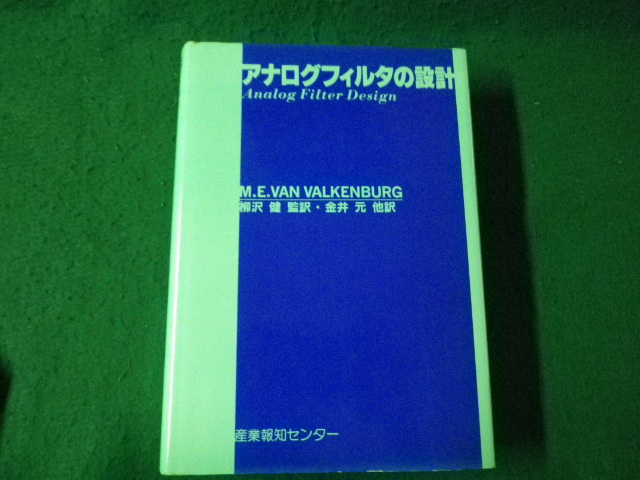 アナログフィルタの設計
Analog Filter Design
M.E.VAN VALKENBURG
柳沢 健 監訳・金井 元 他訳
産業報知センター